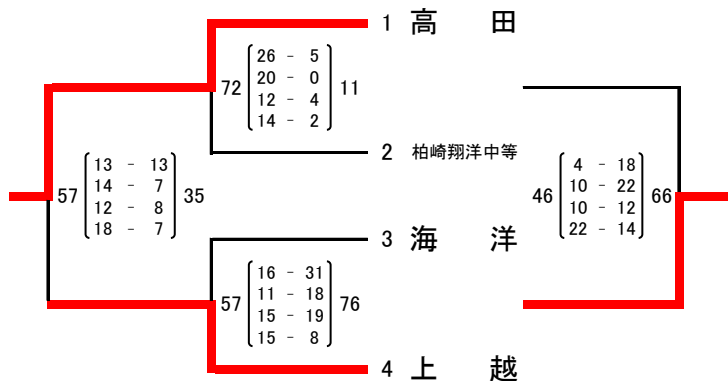 1 高 田
72 26 - 5 11
20 - 0
12 - 4
14 - 2
2 柏崎翔洋中等
57 13 - 13 35
14 - 7
12 - 8
18 - 7
46 4 - 18 66
10 - 22
10 - 12
22 - 14
3 海 洋
57 16 - 31 76
11 - 18
15 - 19
15 - 8
4 上 越